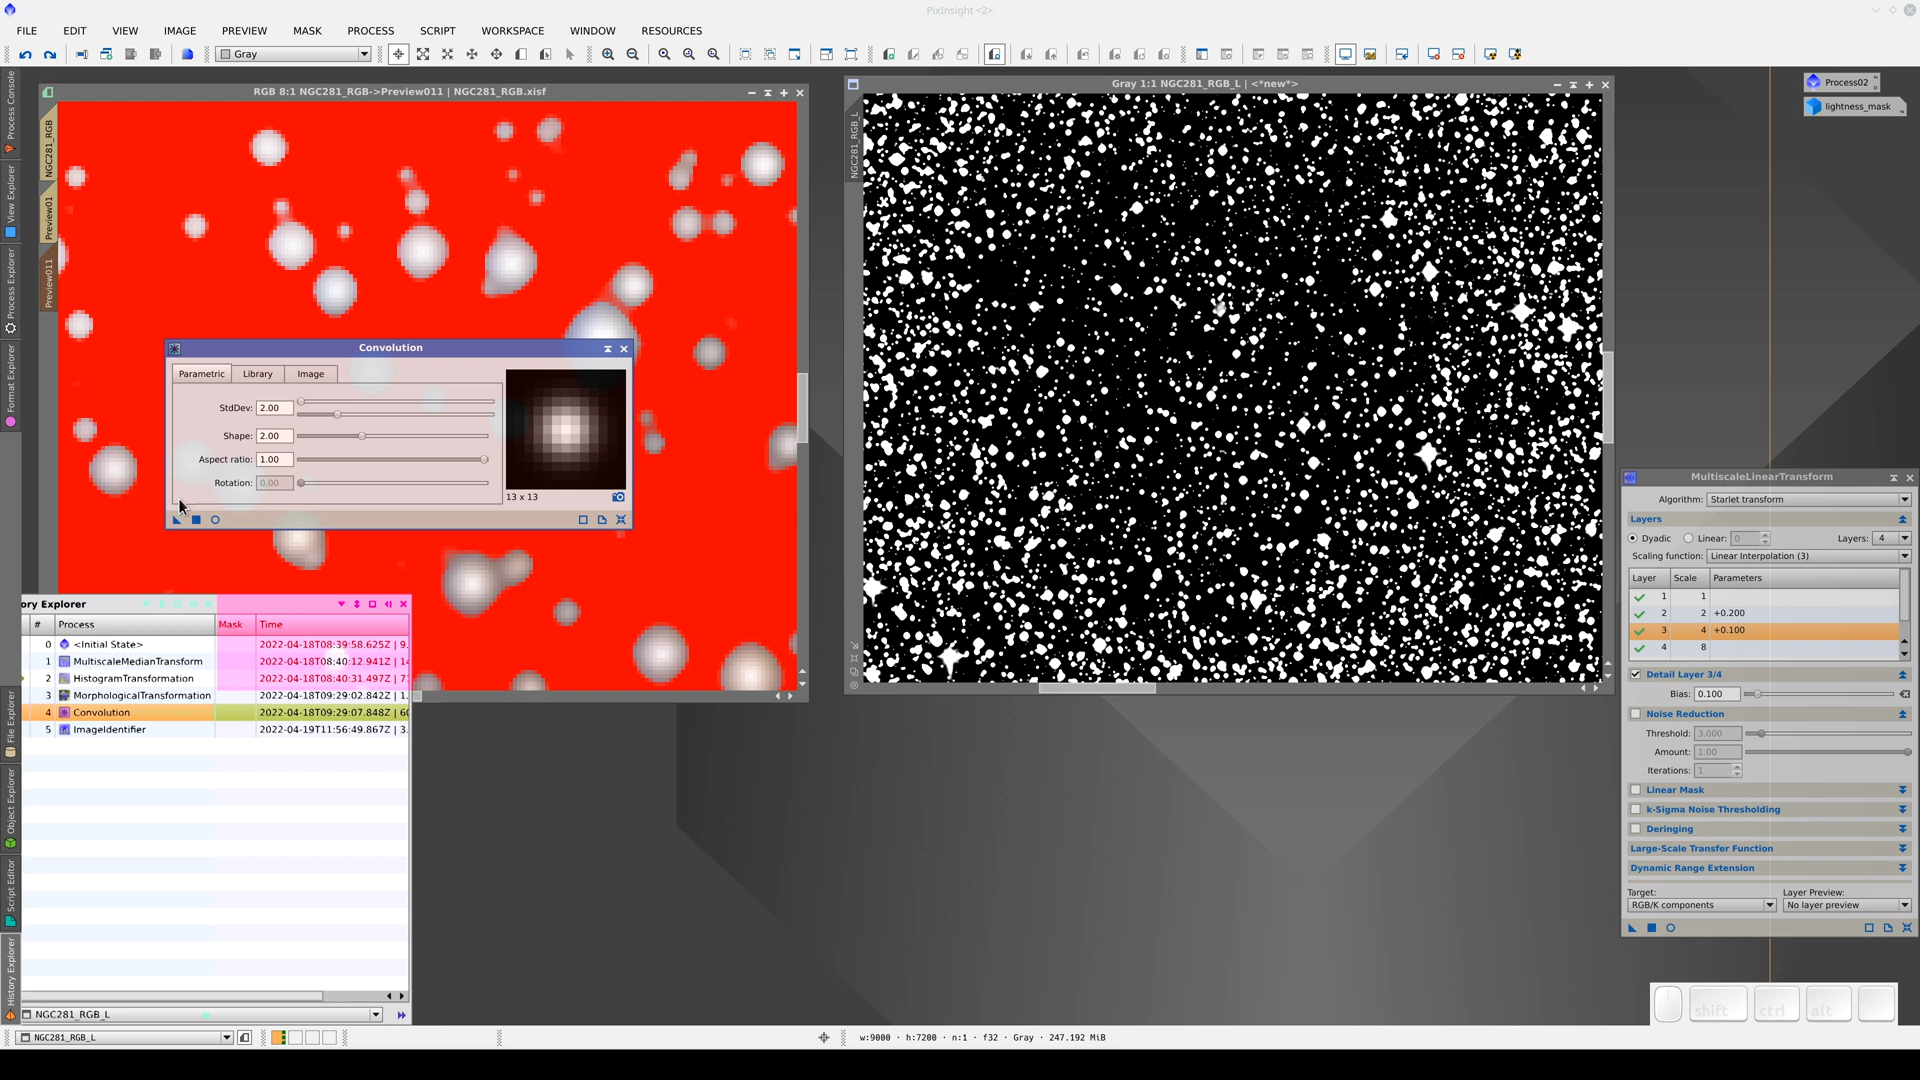 PixInsight <2>
FILE EDIT VIEW IMAGE PREVIEW MASK PROCESS SCRIPT WORKSPACE WINDOW RESOURCES
Gray
Process Console
View Explorer
Process Explorer
Format Explorer
File Explorer
Object Explorer
Script Editor
History Explorer
RGB 8:1 NGC281_RGB->Preview011 | NGC281_RGB.xisf
NGC281_RGB
Preview01
Preview011
Convolution
Parametric Library Image
StdDev: 2.00
Shape: 2.00
Aspect ratio: 1.00
Rotation: 0.00
13 x 13
ory Explorer
# Process Mask Time
0 <Initial State> 2022-04-18T08:39:58.625Z | 9.
1 MultiscaleMedianTransform 2022-04-18T08:40:12.941Z | 14
2 HistogramTransformation 2022-04-18T08:40:31.497Z | 7
3 MorphologicalTransformation 2022-04-18T09:29:02.842Z | 1.
4 Convolution 2022-04-18T09:29:07.848Z | 60
5 ImageIdentifier 2022-04-19T11:56:49.867Z | 3.
NGC281_RGB_L
NGC281_RGB_L
w:9000 · h:7200 · n:1 · f32 · Gray · 247.192 MiB
Gray 1:1 NGC281_RGB_L | <*new*>
NGC281_RGB_L
Process02
lightness_mask
MultiscaleLinearTransform
Algorithm: Starlet transform
Layers
Dyadic Linear: 0 Layers: 4
Scaling function: Linear Interpolation (3)
Layer Scale Parameters
1 1
2 2 +0.200
3 4 +0.100
4 8
Detail Layer 3/4
Bias: 0.100
Noise Reduction
Threshold: 3.000
Amount: 1.00
Iterations: 1
Linear Mask
k-Sigma Noise Thresholding
Deringing
Large-Scale Transfer Function
Dynamic Range Extension
Target: Layer Preview:
RGB/K components No layer preview
shift ctrl alt